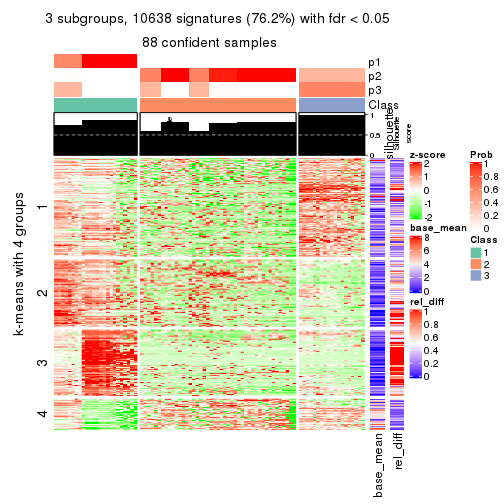 3 subgroups, 10638 signatures (76.2%) with fdr < 0.05
88 confident samples
p1
p2
p3
Class
1
0.5
0
silhouette
Silhouette
score
k-means with 4 groups
1
2
3
4
base_mean
rel_diff
z-score
2
1
0
-1
-2
base_mean
8
6
4
2
0
rel_diff
1
0.8
0.6
0.4
0.2
0
Prob
1
0.8
0.6
0.4
0.2
0
Class
1
2
3